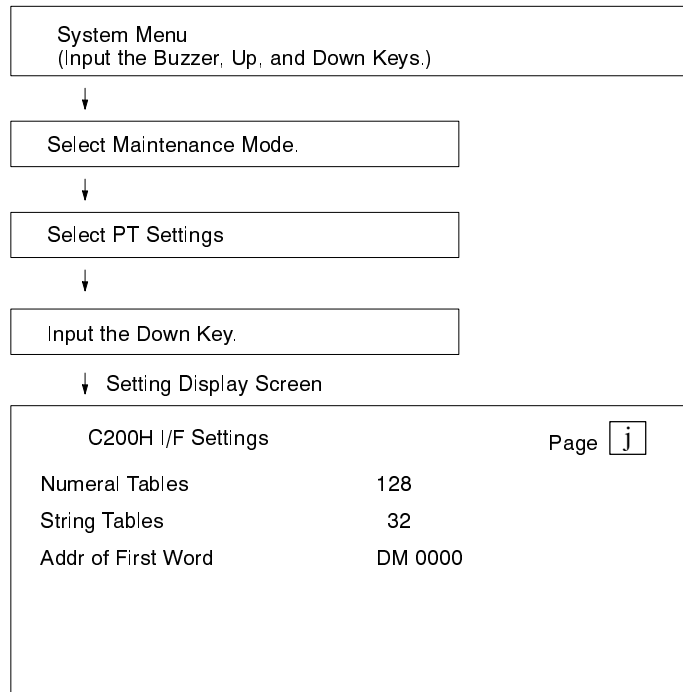 System Menu
(Input the Buzzer, Up, and Down Keys.)
Select Maintenance Mode.
Select PT Settings
Input the Down Key.
Setting Display Screen
C200H I/F Settings Page j
Numeral Tables 128
String Tables 32
Addr of First Word DM 0000